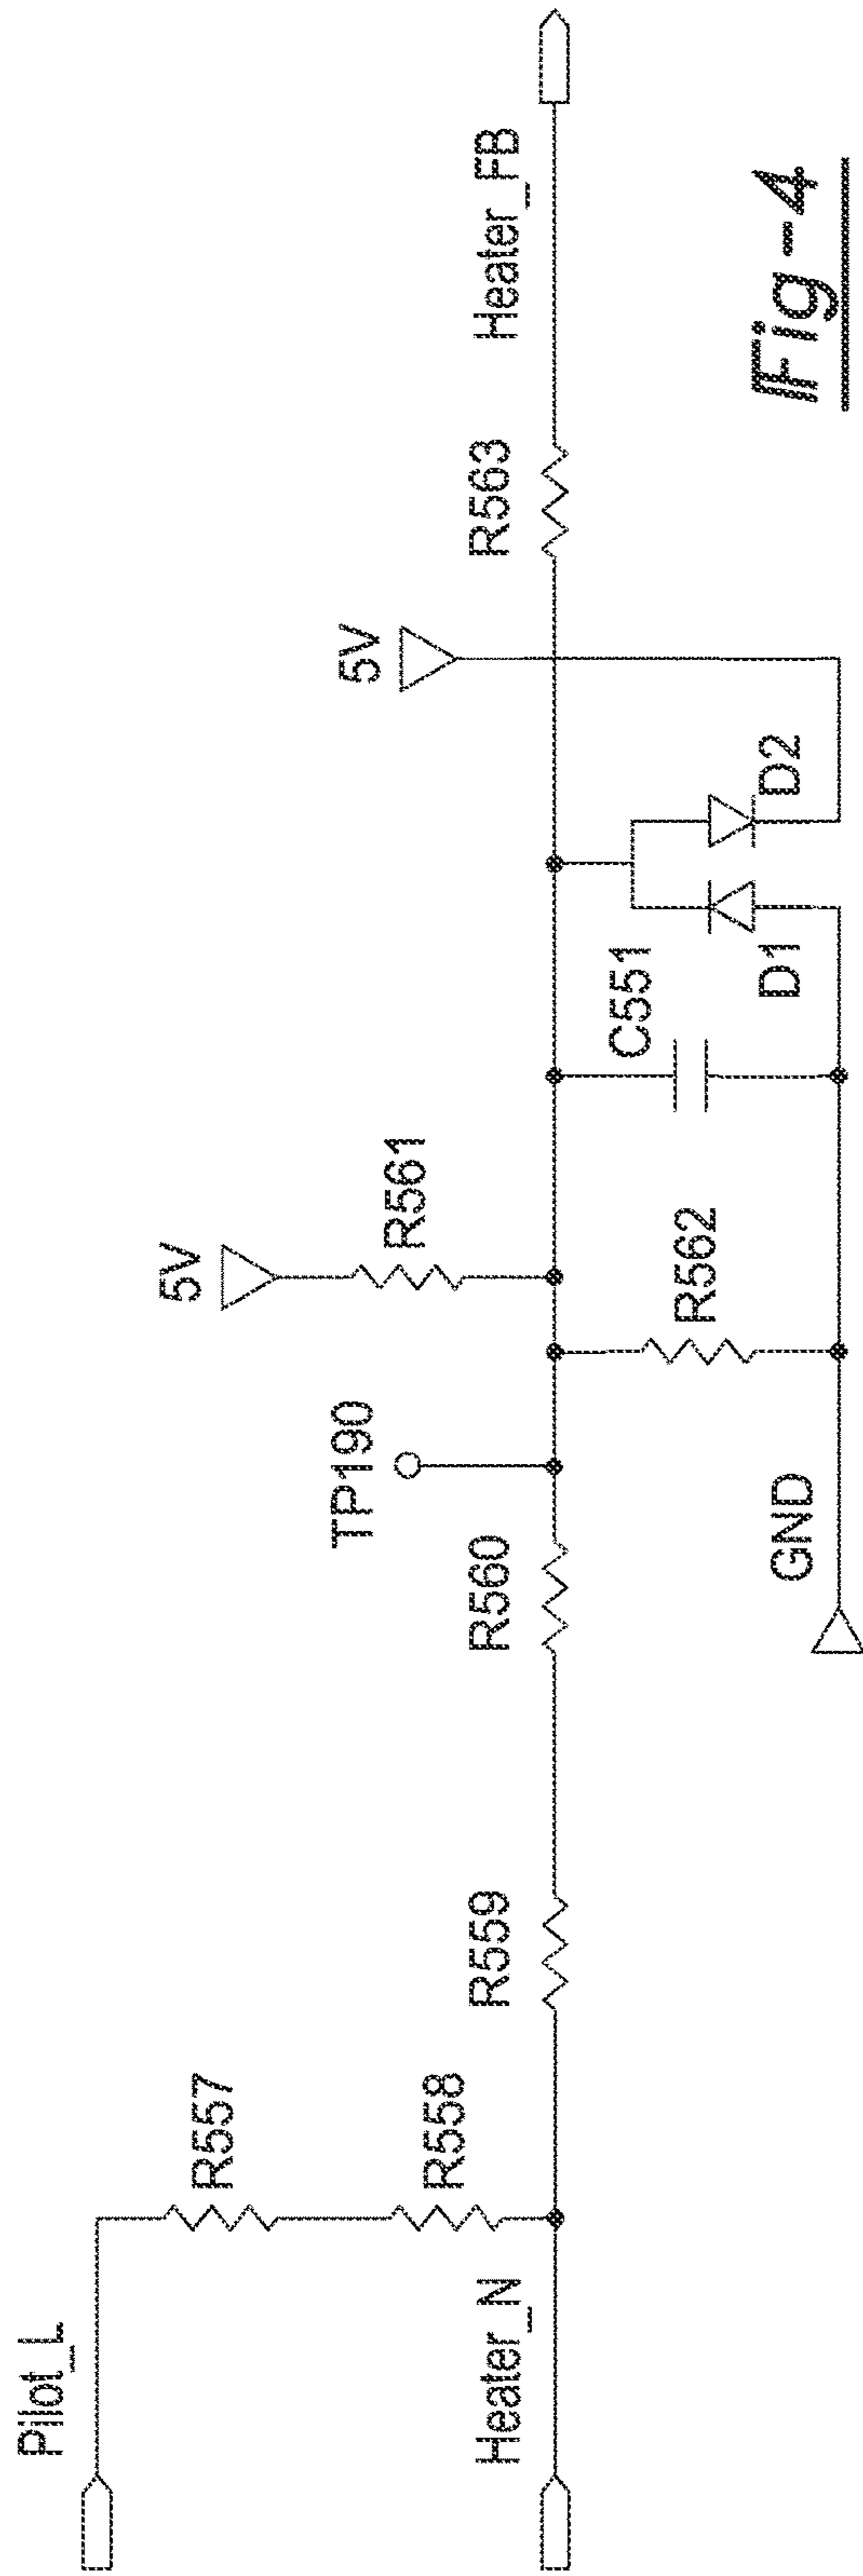 Pilot_L
R557
R558
Heater_N
R559
R560
TP190
5V
R561
R562
GND
C551
D1
D2
5V
R563
Heater_FB
Fig-4